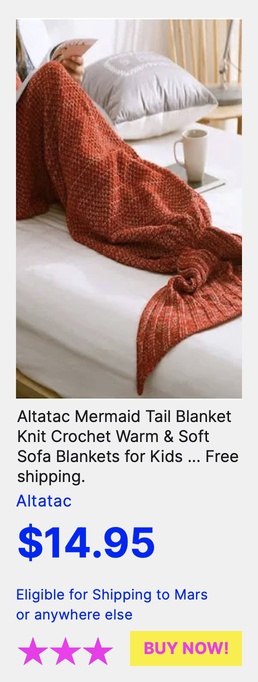 Altatac Mermaid Tail Blanket
Knit Crochet Warm & Soft
Sofa Blankets for Kids ... Free
shipping.
Altatac
$14.95
Eligible for Shipping to Mars
or anywhere else
BUY NOW!